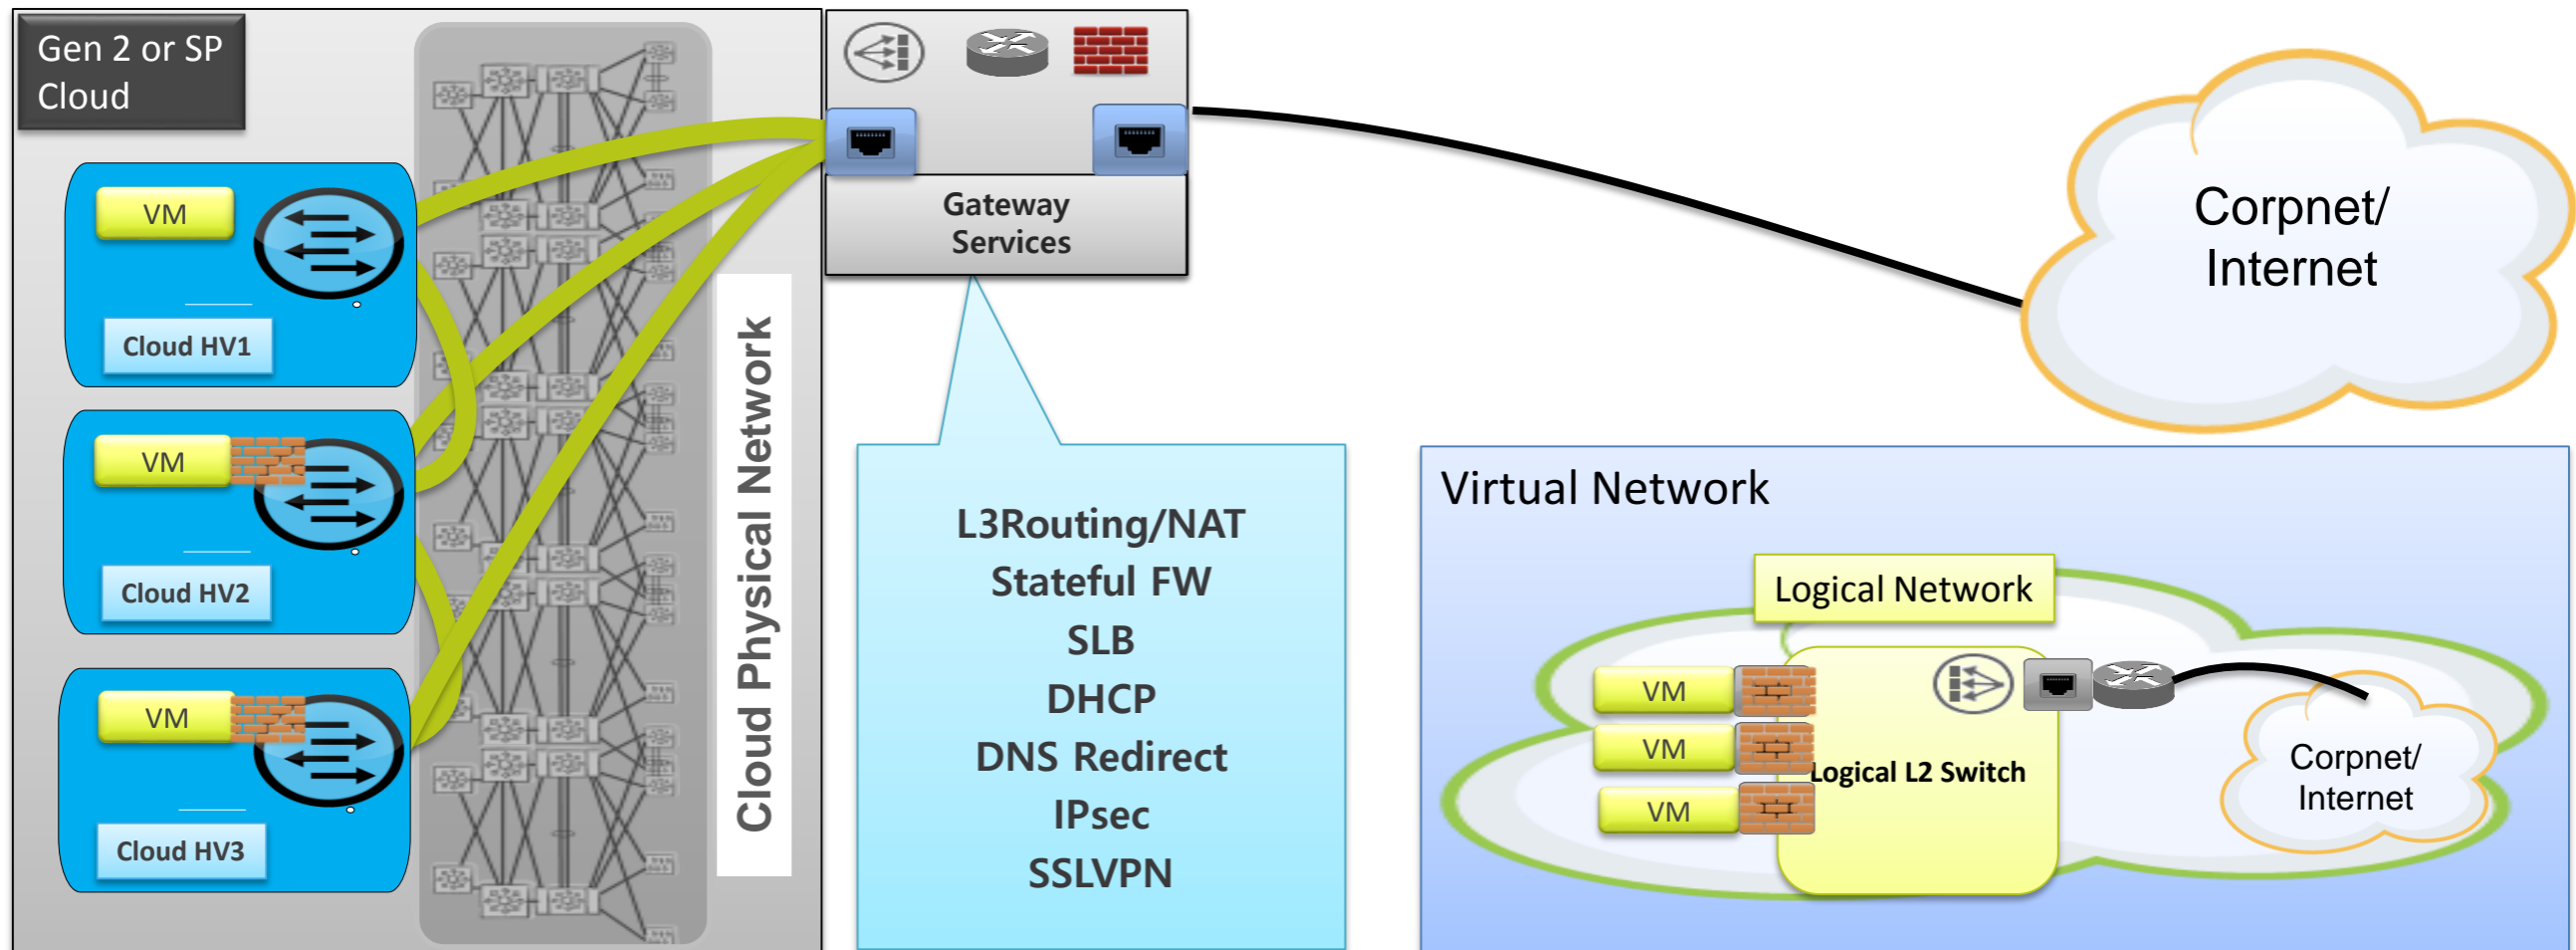 Gen 2 or SP
Cloud
VM
Cloud HV1
VM
Cloud HV2
VM
Cloud HV3
Cloud Physical Network
Gateway
Services
L3Routing/NAT
Stateful FW
SLB
DHCP
DNS Redirect
IPsec
SSLVPN
Corpnet/
Internet
Virtual Network
Logical Network
VM
VM
VM
Logical L2 Switch
Corpnet/
Internet